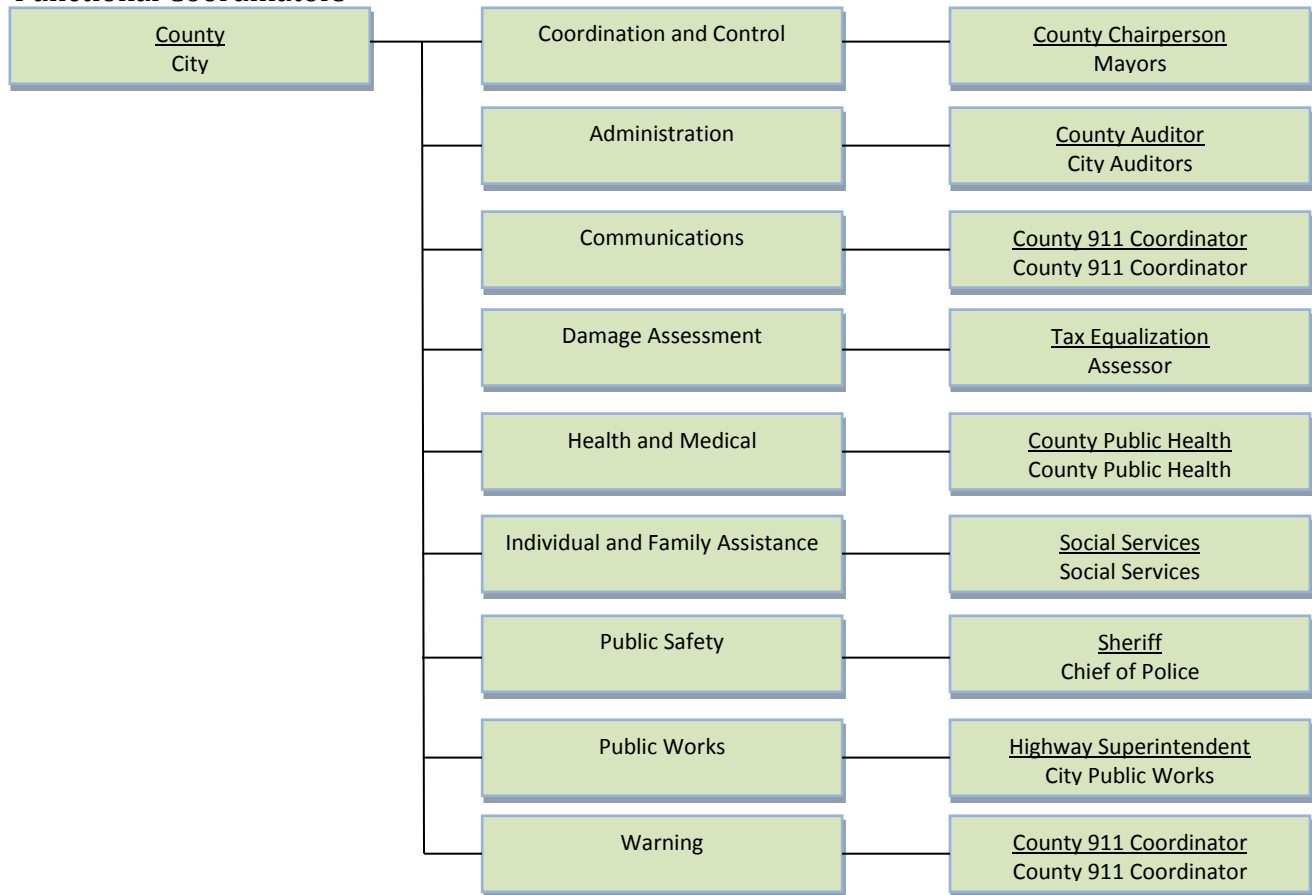 Functional Coordinators
County
City
Coordination and Control
County Chairperson
Mayors
Administration
County Auditor
City Auditors
Communications
County 911 Coordinator
County 911 Coordinator
Damage Assessment
Tax Equalization
Assessor
Health and Medical
County Public Health
County Public Health
Individual and Family Assistance
Social Services
Social Services
Public Safety
Sheriff
Chief of Police
Public Works
Highway Superintendent
City Public Works
Warning
County 911 Coordinator
County 911 Coordinator